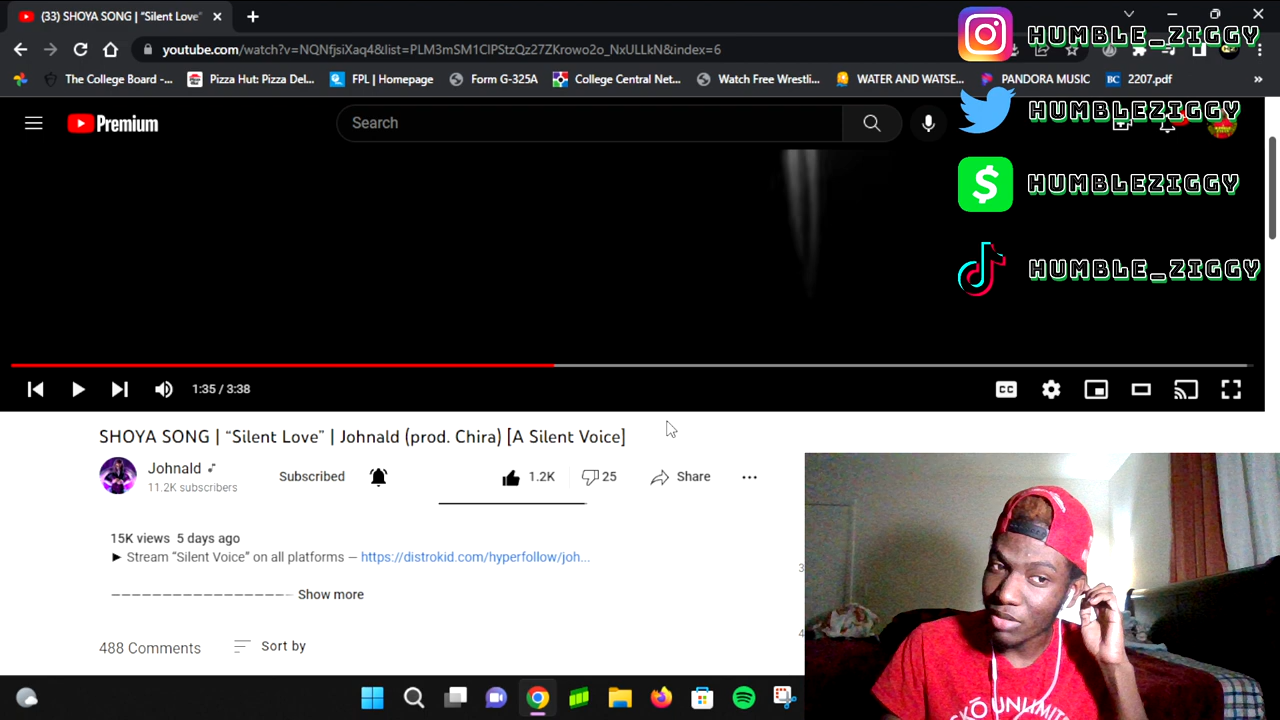 (33) SHOYA SONG | "Silent Love"
HUMBLE_ZIGGY
youtube.com/watch?v=NQNfjsiXaq4&list=PLM3mSM1ClPStzQz27ZKrowo2o_NxULLkN&index=6
The College Board -...
Pizza Hut: Pizza Del...
FPL | Homepage
Form G-325A
College Central Net...
Watch Free Wrestli...
WATER AND WATSE...
PANDORA MUSIC
BC 2207.pdf
Premium
Search
HUMBLEZIGGY
HUMBLEZIGGY
HUMBLE_ZIGGY
1:35 / 3:38
CC
SHOYA SONG | “Silent Love” | Johnald (prod. Chira) [A Silent Voice]
Johnald
11.2K subscribers
Subscribed
1.2K
25
Share
15K views 5 days ago
► Stream “Silent Voice” on all platforms – https://distrokid.com/hyperfollow/joh...
------------------ Show more
488 Comments
Sort by
UNLIMIT